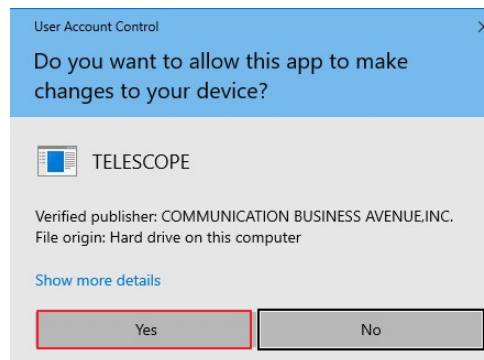 User Account Control
Do you want to allow this app to make
changes to your device?
TELESCOPE
Verified publisher: COMMUNICATION BUSINESS AVENUE,INC.
File origin: Hard drive on this computer
Show more details
Yes
No